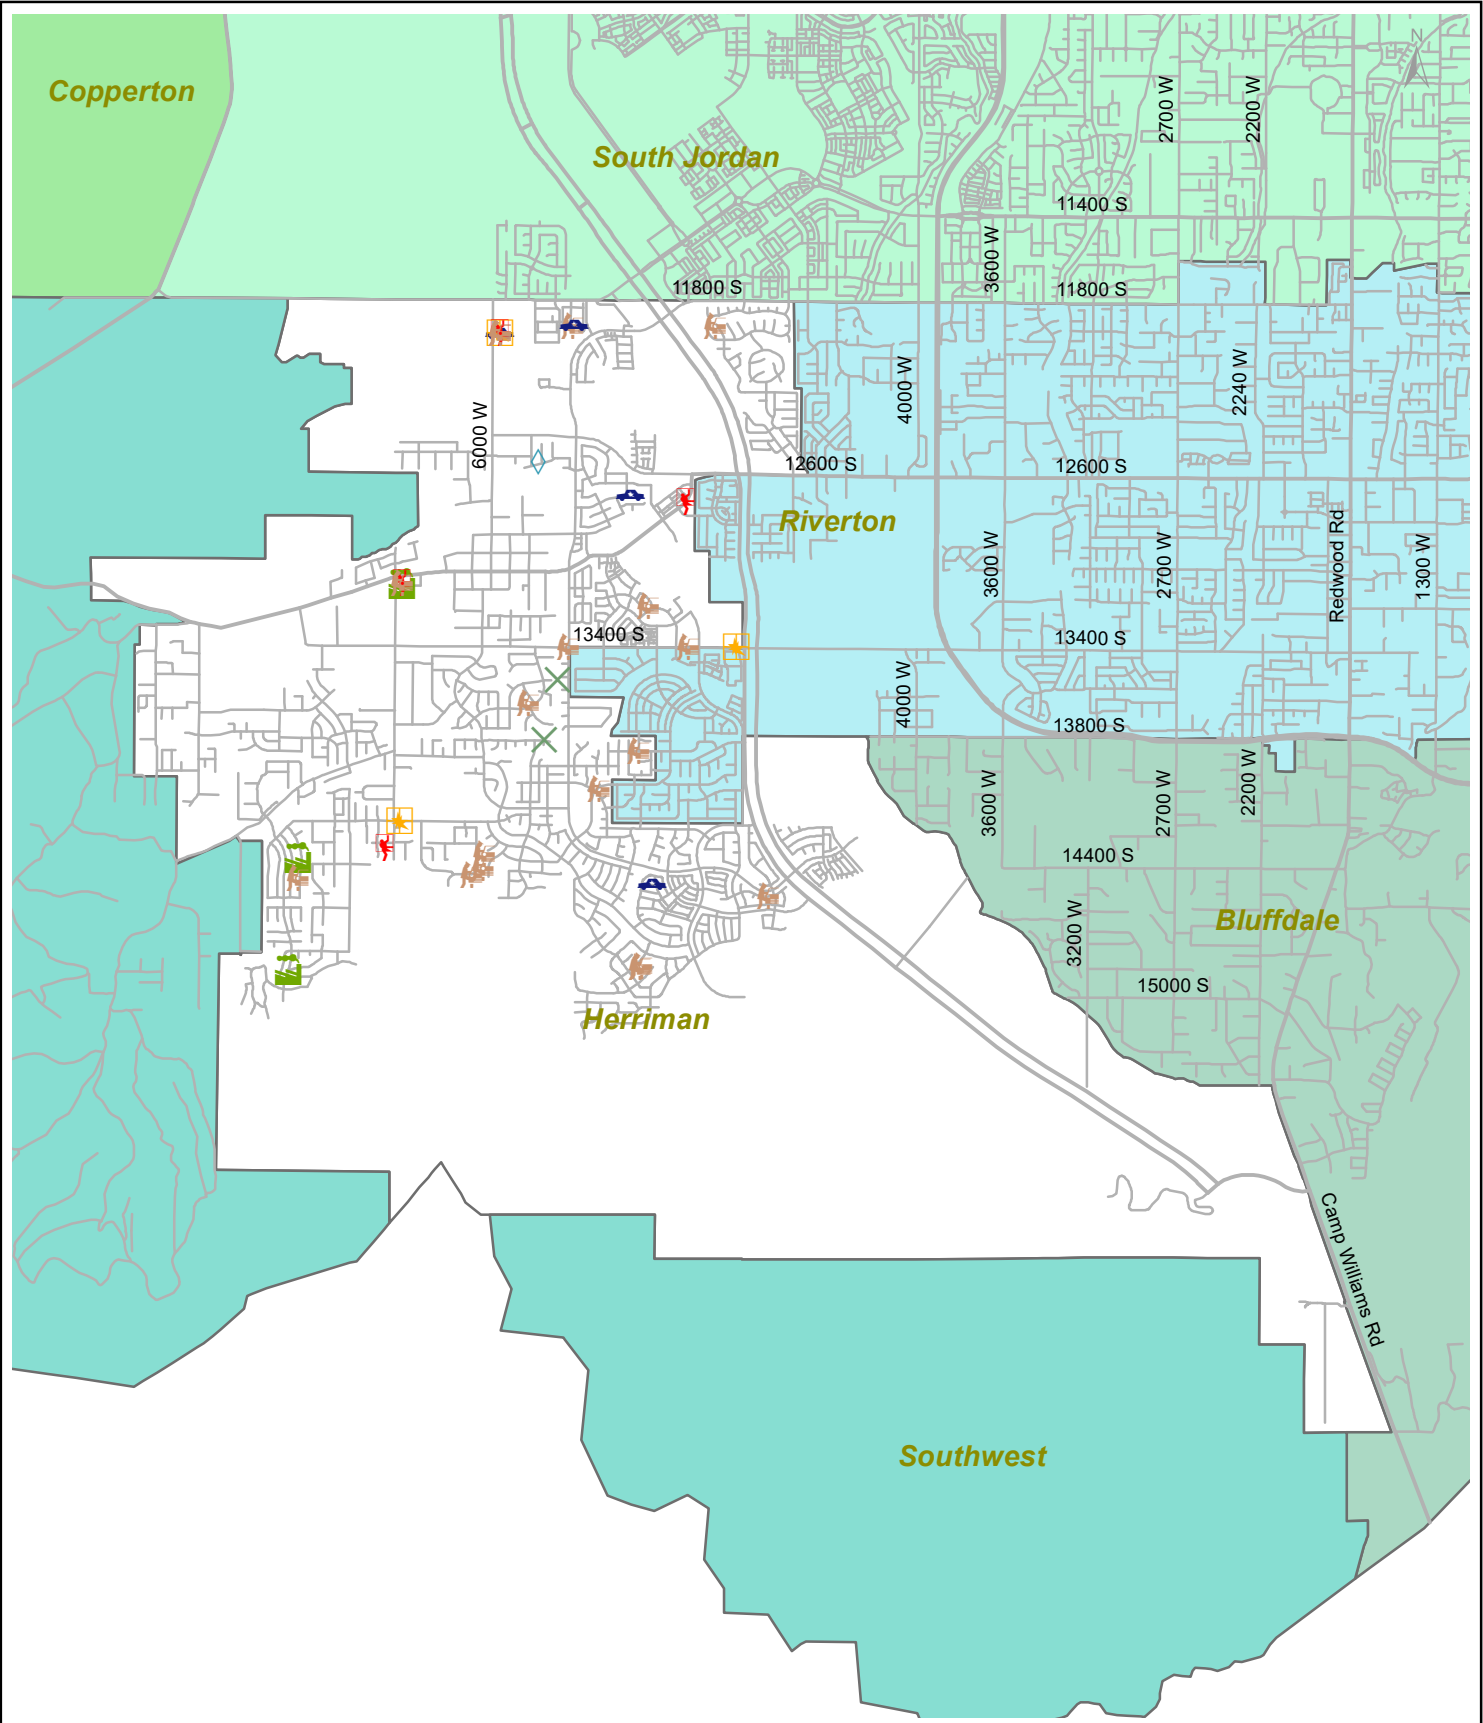 N
Copperton
2700 W
2200 W
South Jordan
11400 S
3600 W
11800 S
11800 S
4000 W
2240 W
6000 W
12600 S
12600 S
Riverton
Redwood Rd
3600 W
2700 W
1300 W
13400 S
13400 S
4000 W
13800 S
3600 W
2700 W
2200 W
14400 S
3200 W
Bluffdale
15000 S
Herriman
Camp Williams Rd
Southwest